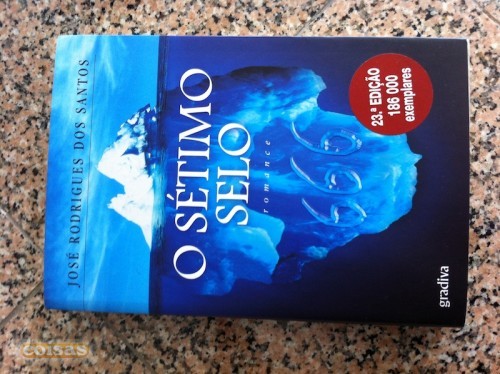 JOSÉ RODRIGUES DOS SANTOS
O SÉTIMO
SELO
romance
666
23.ª EDIÇÃO
186 000
exemplares
gradiva
coisas